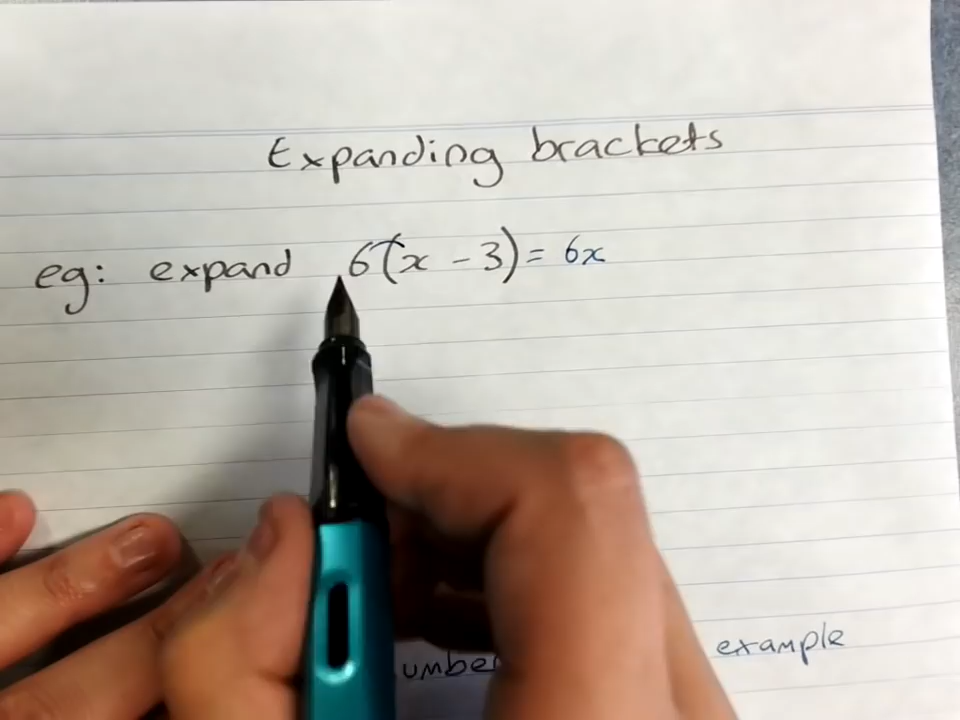 Expanding brackets
eg: expand 6(x - 3) = 6x
example